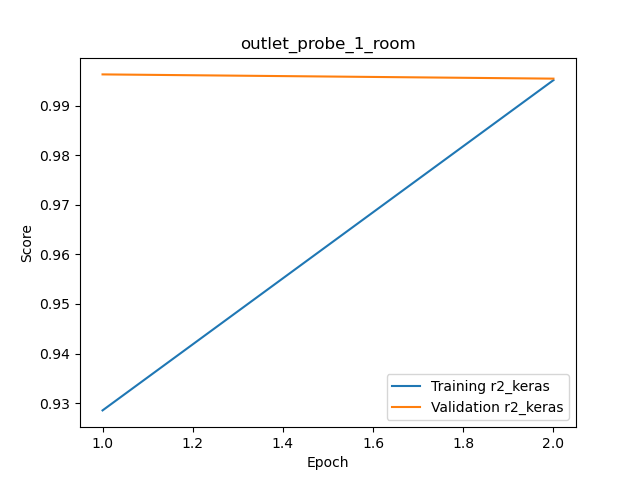 outlet_probe_1_room
Score
0.99
0.98
0.97
0.96
0.95
0.94
0.93
Training r2_keras
Validation r2_keras
1.0 1.2 1.4 1.6 1.8 2.0
Epoch